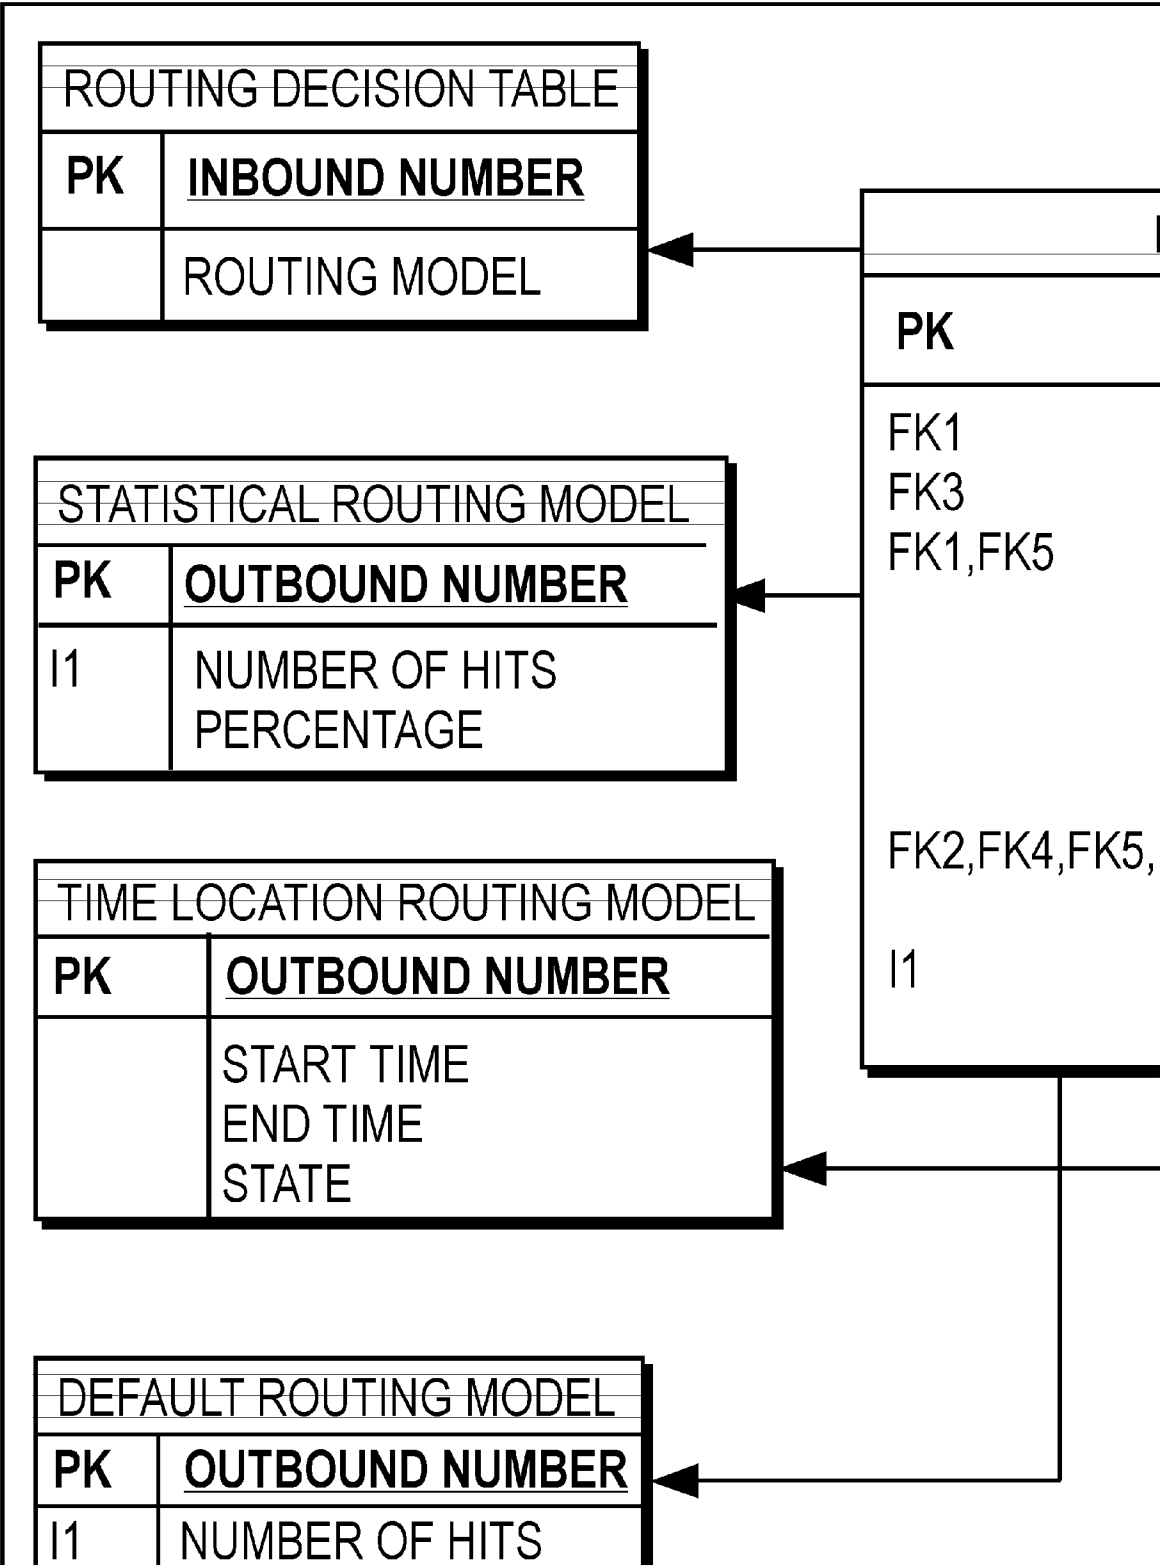 ROUTING DECISION TABLE
PK INBOUND NUMBER
ROUTING MODEL
PK
FK1
FK3
FK1,FK5
FK2,FK4,FK5,
I1
STATISTICAL ROUTING MODEL
PK OUTBOUND NUMBER
I1 NUMBER OF HITS
PERCENTAGE
TIME LOCATION ROUTING MODEL
PK OUTBOUND NUMBER
START TIME
END TIME
STATE
DEFAULT ROUTING MODEL
PK OUTBOUND NUMBER
I1 NUMBER OF HITS